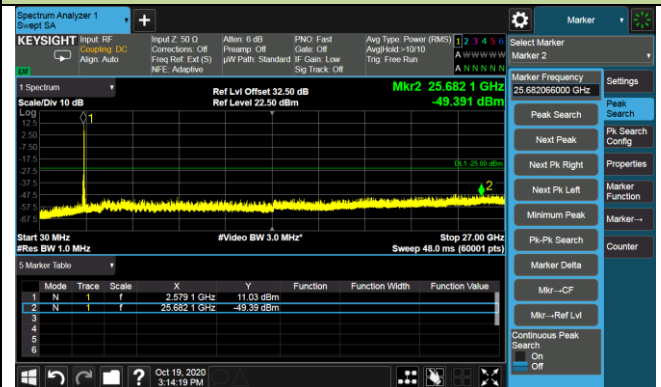 Spectrum Analyzer 1
Swept SA
Marker
KEYSIGHT
Input: RF
Coupling: DC
Align: Auto
Input Z: 50 Ω
Corrections: Off
Freq Ref: Ext (S)
NFE: Adaptive
Atten: 6 dB
Preamp: Off
µW Path: Standard
PNO: Fast
Gate: Off
IF Gain: Low
Sig Track: Off
Avg Type: Power (RMS)
Avg|Hold:>10/10
Trig: Free Run
1 2 3 4 5 6
A W W W W W
A N N N N N
LXI
Select Marker
Marker 2
Marker Frequency
25.682066000 GHz
Peak Search
Next Peak
Next Pk Right
Next Pk Left
Minimum Peak
Pk-Pk Search
Marker Delta
Mkr→CF
Mkr→Ref Lvl
Continuous Peak
Search
On
Off
Settings
Peak
Search
Pk Search
Config
Properties
Marker
Function
Marker→
Counter
1 Spectrum
Scale/Div 10 dB
Ref Lvl Offset 32.50 dB
Ref Level 22.50 dBm
Mkr2 25.682 1 GHz
-49.391 dBm
Log
12.5
2.50
-7.50
-17.5
-27.5
-37.5
-47.5
-57.5
-67.5
1
DL1 -25.00 dBm
2
Start 30 MHz
#Res BW 1.0 MHz
#Video BW 3.0 MHz*
Stop 27.00 GHz
Sweep 48.0 ms (60001 pts)
5 Marker Table
Mode Trace Scale X Y Function Function Width Function Value
1 N 1 f 2.579 1 GHz 11.03 dBm
2 N 1 f 25.682 1 GHz -49.39 dBm
3
4
5
6
?
Oct 19, 2020
3:14:19 PM